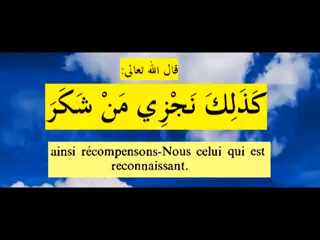 قال الله تعالى:
كَذَلِكَ نَجْزِي مَنْ شَكَرَ
ainsi récompensons-Nous celui qui est
reconnaissant.